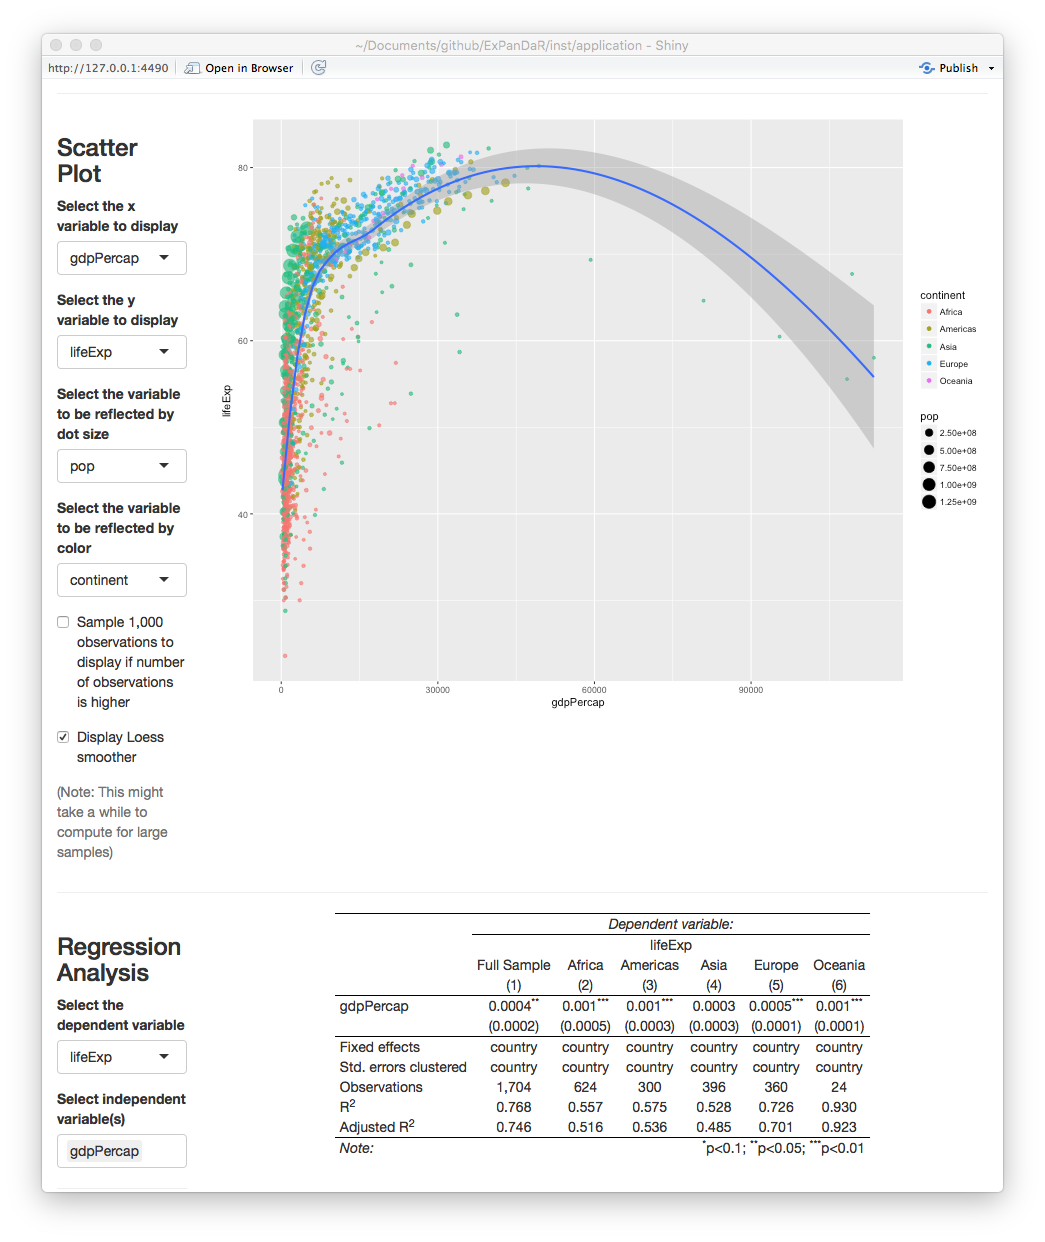 ~/Documents/github/ExPanDaR/inst/application - Shiny
http://127.0.0.1:4490 Open in Browser Publish
Scatter
Plot
Select the x
variable to display
gdpPercap
Select the y
variable to display
lifeExp
Select the variable
to be reflected by
dot size
pop
Select the variable
to be reflected by
color
continent
Sample 1,000
observations to
display if number
of observations
is higher
Display Loess
smoother
(Note: This might
take a while to
compute for large
samples)
80
60
40
lifeExp
0 30000 60000 90000
gdpPercap
continent
Africa
Americas
Asia
Europe
Oceania
pop
2.50e+08
5.00e+08
7.50e+08
1.00e+09
1.25e+09
Regression
Analysis
Select the
dependent variable
lifeExp
Select independent
variable(s)
gdpPercap
Dependent variable:
lifeExp
Full Sample Africa Americas Asia Europe Oceania
(1) (2) (3) (4) (5) (6)
gdpPercap 0.0004** 0.001*** 0.001*** 0.0003 0.0005*** 0.001***
(0.0002) (0.0005) (0.0003) (0.0003) (0.0001) (0.0001)
Fixed effects country country country country country country
Std. errors clustered country country country country country country
Observations 1,704 624 300 396 360 24
R2 0.768 0.557 0.575 0.528 0.726 0.930
Adjusted R2 0.746 0.516 0.536 0.485 0.701 0.923
Note: *p<0.1; **p<0.05; ***p<0.01